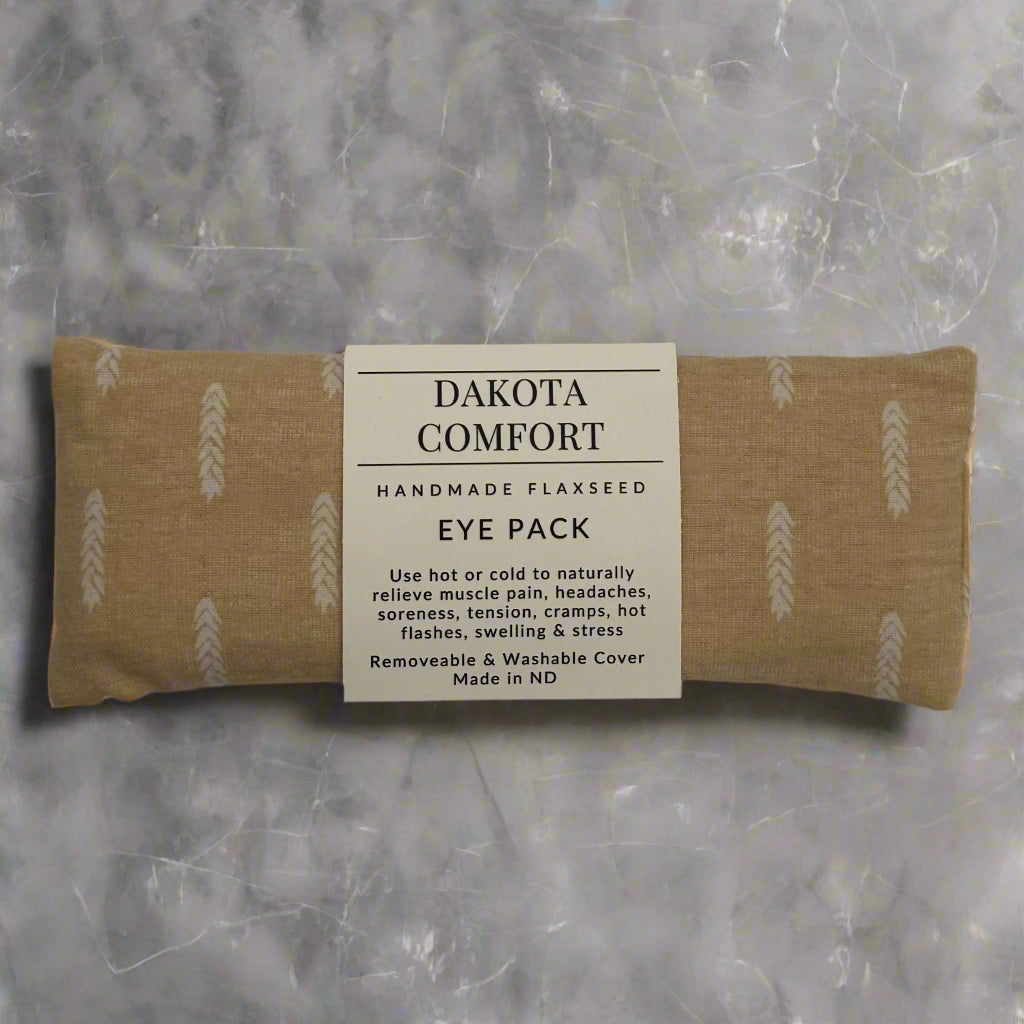 DAKOTA
COMFORT
HANDMADE FLAXSEED
EYE PACK
Use hot or cold to naturally
relieve muscle pain, headaches,
soreness, tension, cramps, hot
flashes, swelling & stress
Removeable & Washable Cover
Made in ND